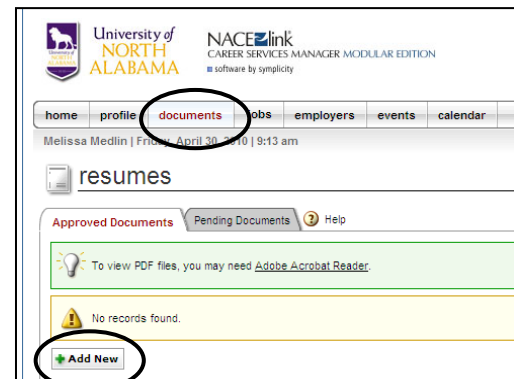 University of
NORTH
ALABAMA
NACElink
CAREER SERVICES MANAGER MODULAR EDITION
software by symplicity
home profile documents jobs employers events calendar
Melissa Medlin | Friday, April 30, 2010 | 9:13 am
resumes
Approved Documents Pending Documents Help
To view PDF files, you may need Adobe Acrobat Reader.
No records found.
Add New